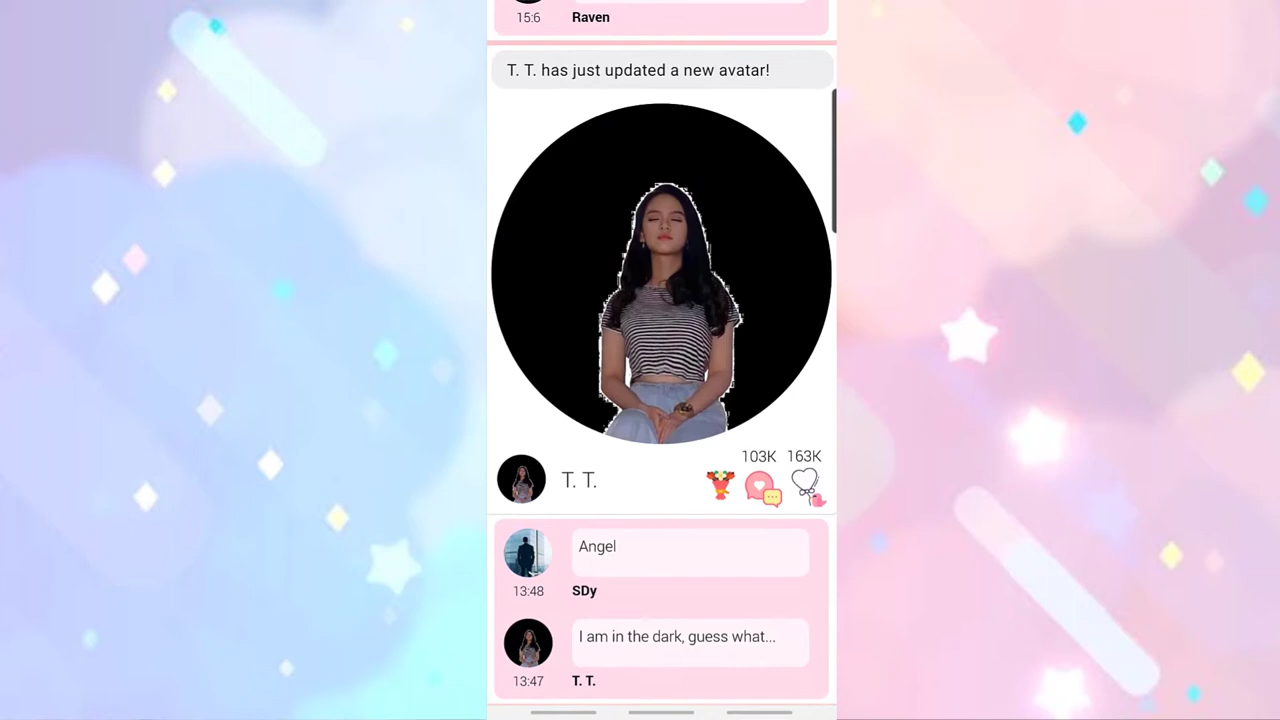 15:6
Raven
T. T. has just updated a new avatar!
103K
163K
T. T.
Angel
13:48
SDy
I am in the dark, guess what...
13:47
T. T.